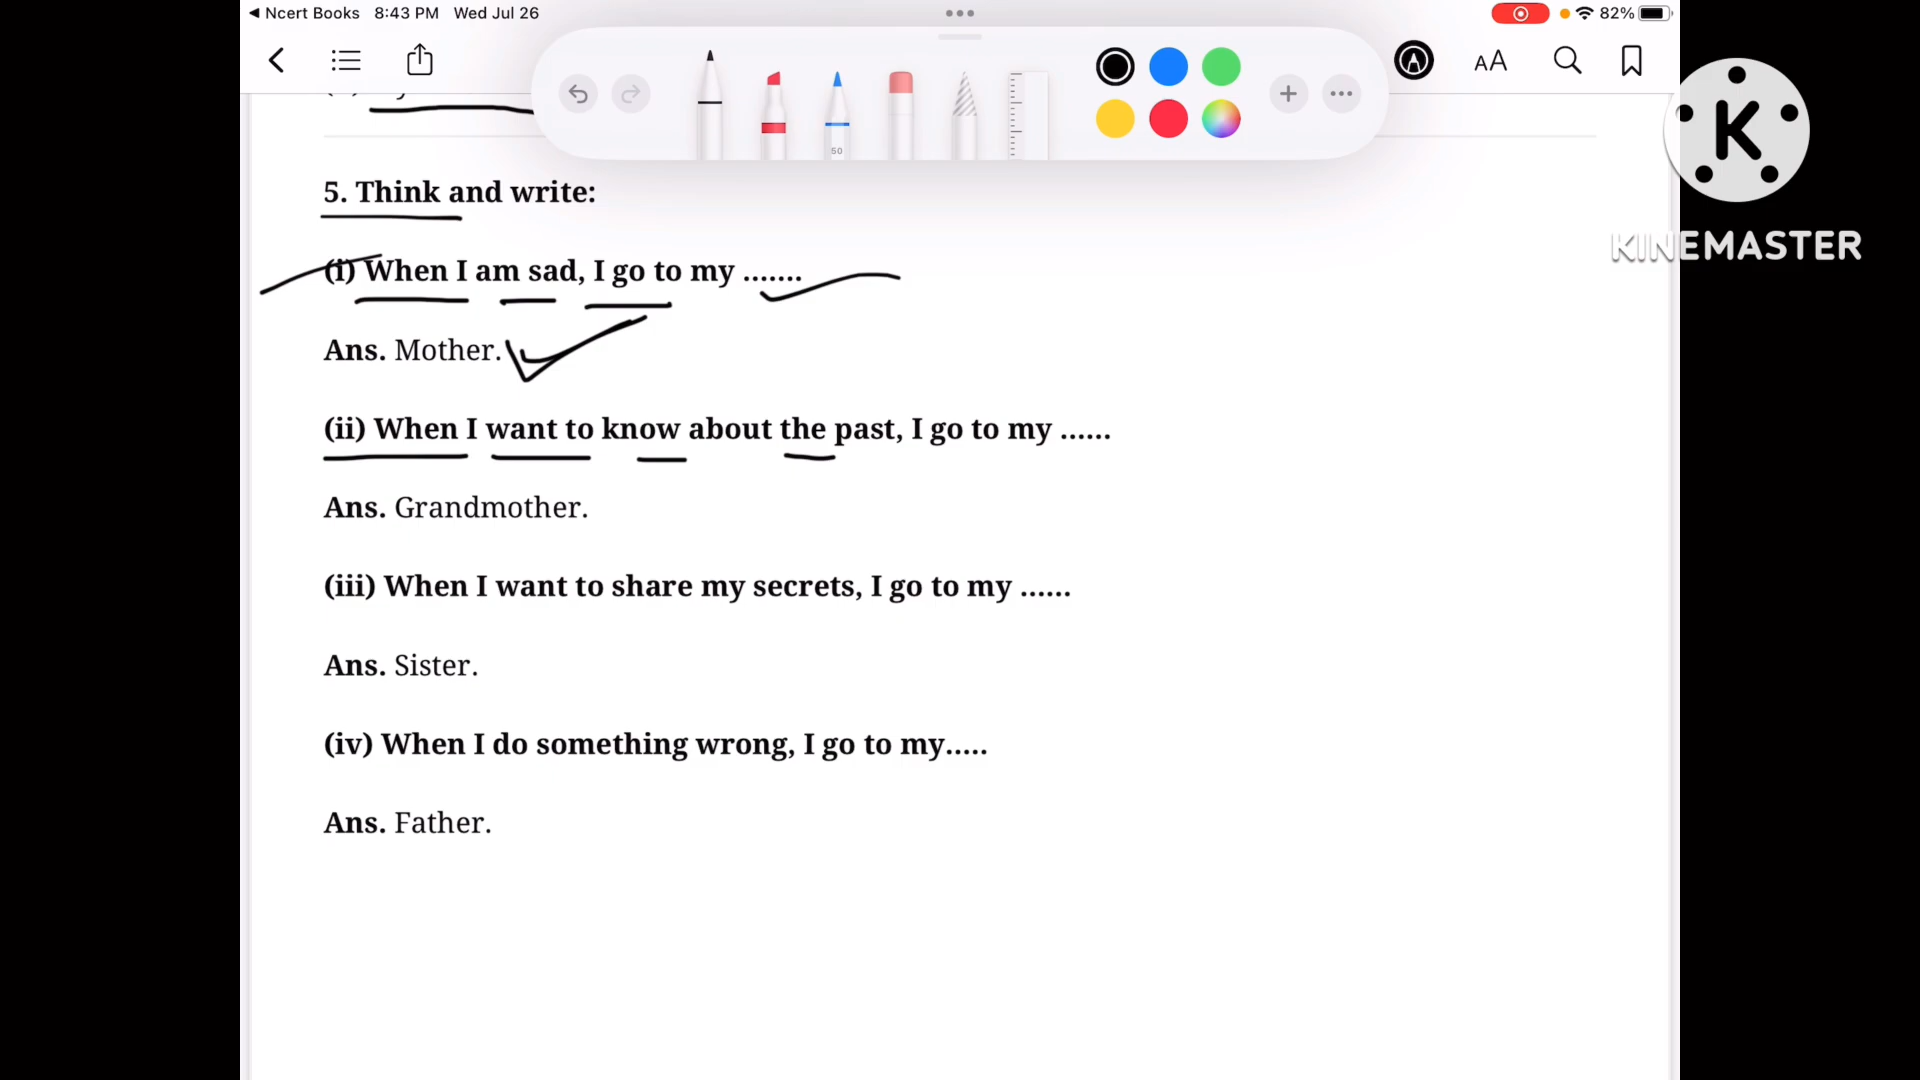 ◀ Ncert Books 8:43 PM Wed Jul 26
82%
AA
50
K
KINEMASTER
5. Think and write:
(i) When I am sad, I go to my .......
Ans. Mother.
(ii) When I want to know about the past, I go to my ......
Ans. Grandmother.
(iii) When I want to share my secrets, I go to my ......
Ans. Sister.
(iv) When I do something wrong, I go to my.....
Ans. Father.